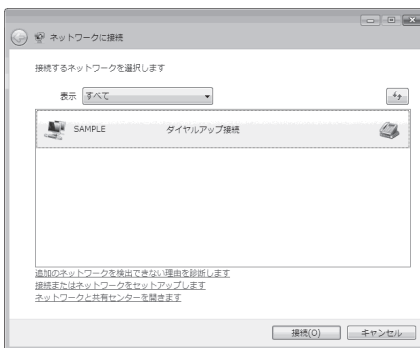 ネットワークに接続
接続するネットワークを選択します
表示 すべて
SAMPLE ダイヤルアップ接続
追加のネットワークを検出できない理由を診断します
接続またはネットワークをセットアップします
ネットワークと共有センターを開きます
接続(O) キャンセル